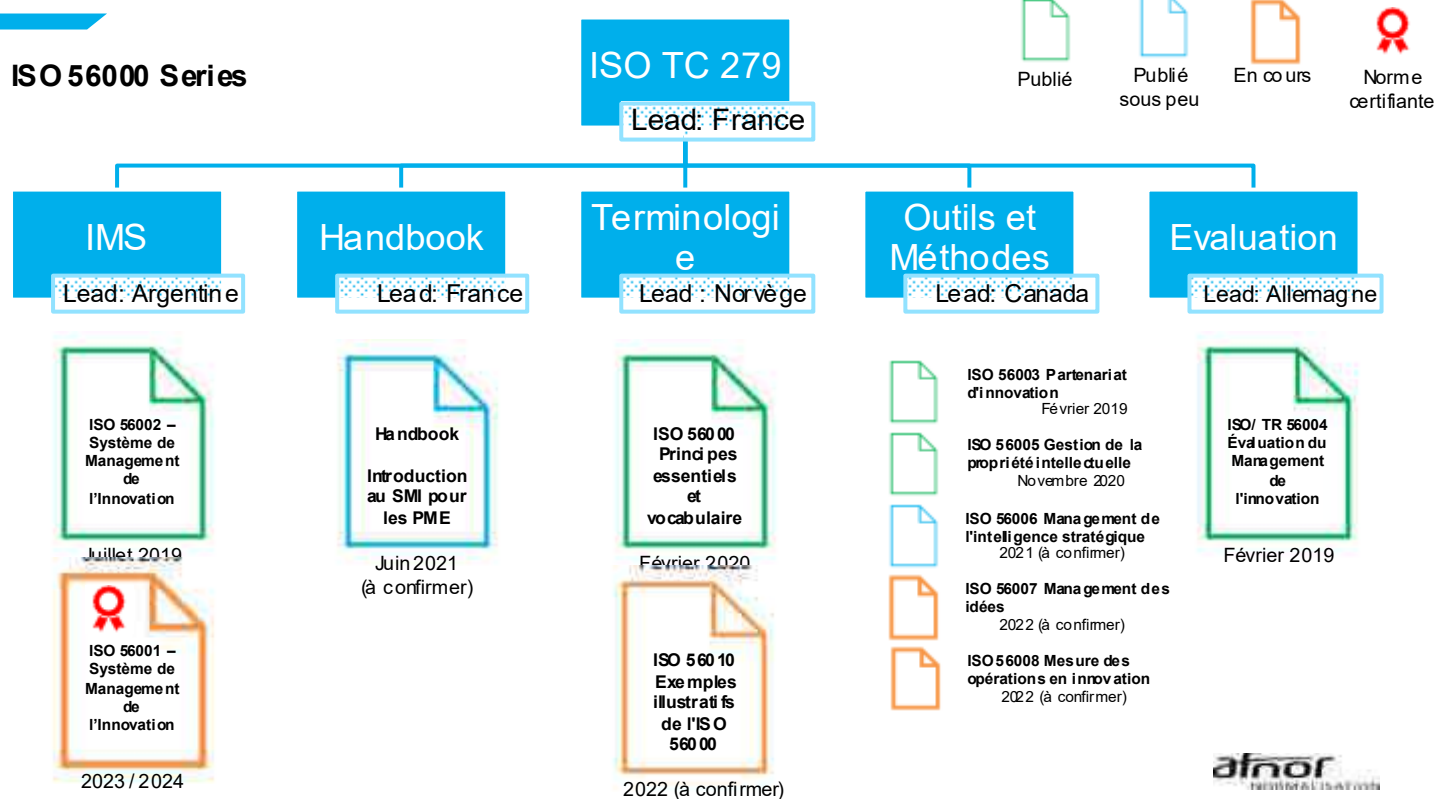 ISO 56000 Series
ISO TC 279
Lead: France
Publié
Publié
sous peu
En cours
Norme
certifiante
IMS
Lead: Argentine
Handbook
Lead: France
Terminologi
e
Lead : Norvège
Outils et
Méthodes
Lead: Canada
Evaluation
Lead: Allemagne
ISO 56002 –
Système de
Management
de
l’Innovation
Juillet 2019
ISO 56001 –
Système de
Management
de
l’Innovation
2023 / 2024
Handbook
Introduction
au SMI pour
les PME
Juin 2021
(à confirmer)
ISO 56000
Principes
essentiels
et
vocabulaire
Février 2020
ISO 56010
Exemples
illustratifs
de l'ISO
56000
2022 (à confirmer)
ISO 56003 Partenariat
d'innovation
Février 2019
ISO 56005 Gestion de la
propriété intellectuelle
Novembre 2020
ISO 56006 Management de
l'intelligence stratégique
2021 (à confirmer)
ISO 56007 Management des
idées
2022 (à confirmer)
ISO 56008 Mesure des
opérations en innovation
2022 (à confirmer)
ISO/ TR 56004
Évaluation du
Management
de
l'innovation
Février 2019
afnor
NORMALISATION